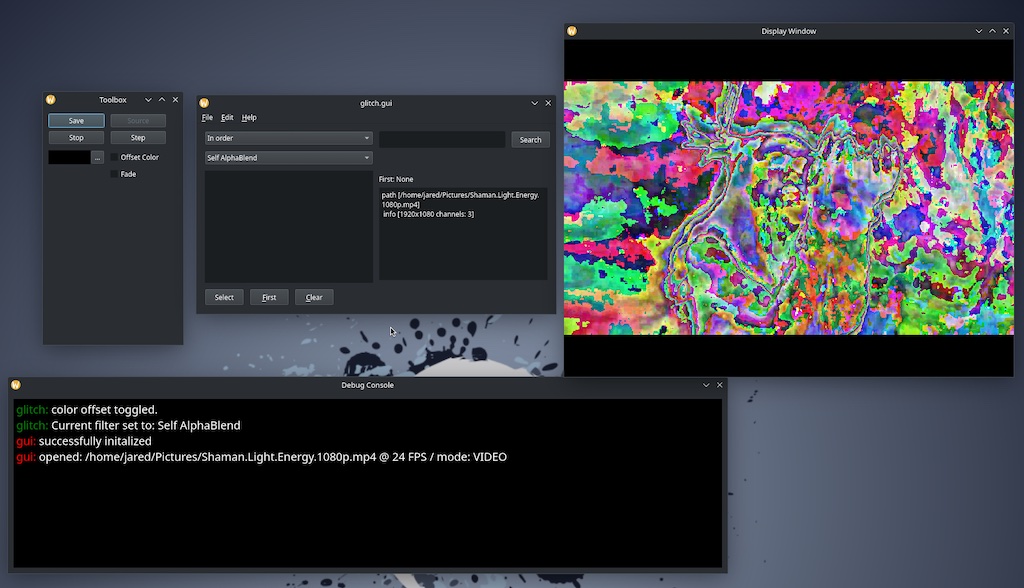 Display Window
Toolbox
Save
Source
Stop
Step
...
Offset Color
Fade
glitch.gui
File Edit Help
In order
Search
Self AlphaBlend
First: None
path [/home/jared/Pictures/Shaman.Light.Energy.
1080p.mp4]
info [1920x1080 channels: 3]
Select
First
Clear
Debug Console
glitch: color offset toggled.
glitch: Current filter set to: Self AlphaBlend
gui: successfully initalized
gui: opened: /home/jared/Pictures/Shaman.Light.Energy.1080p.mp4 @ 24 FPS / mode: VIDEO